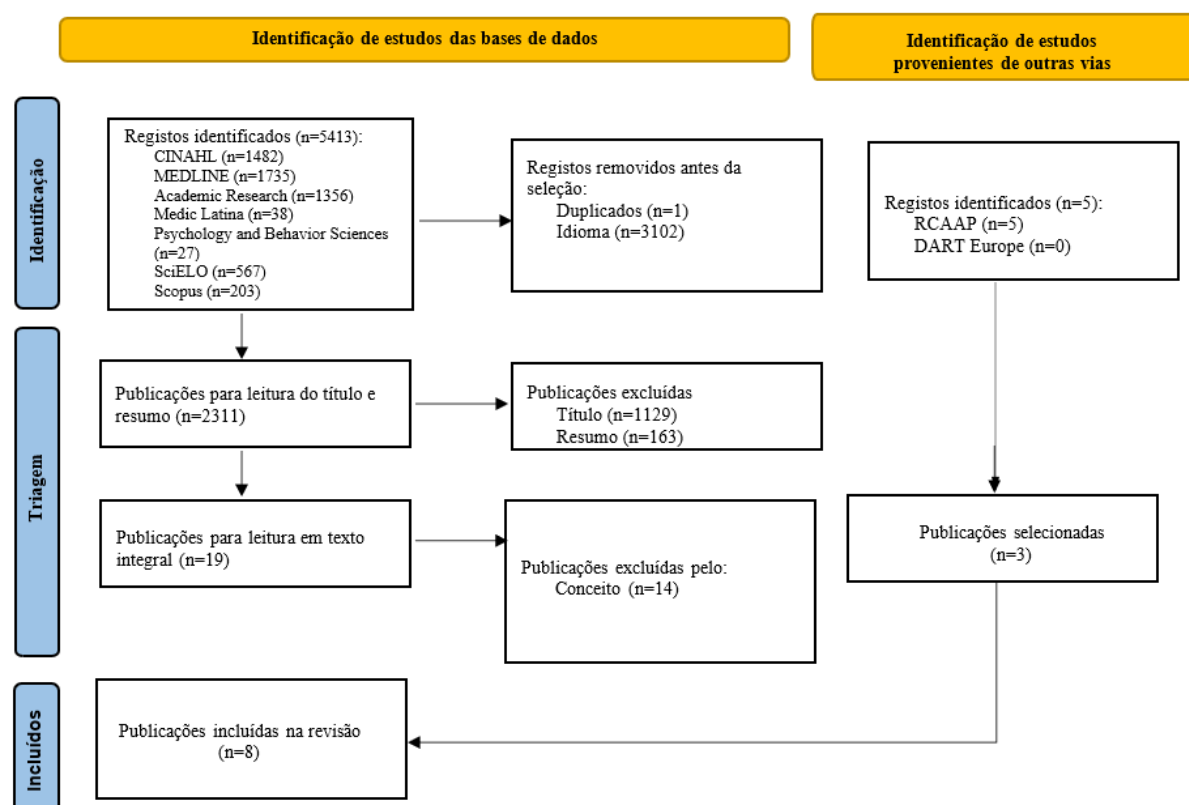 Identificação de estudos das bases de dados
Identificação de estudos
provenientes de outras vias
Identificação
Registos identificados (n=5413):
CINAHL (n=1482)
MEDLINE (n=1735)
Academic Research (n=1356)
Medic Latina (n=38)
Psychology and Behavior Sciences
(n=27)
SciELO (n=567)
Scopus (n=203)
Registos removidos antes da
seleção:
Duplicados (n=1)
Idioma (n=3102)
Registos identificados (n=5):
RCAAP (n=5)
DART Europe (n=0)
Triagem
Publicações para leitura do título e
resumo (n=2311)
Publicações excluídas
Título (n=1129)
Resumo (n=163)
Publicações para leitura em texto
integral (n=19)
Publicações excluídas pelo:
Conceito (n=14)
Publicações selecionadas
(n=3)
Incluídos
Publicações incluídas na revisão
(n=8)